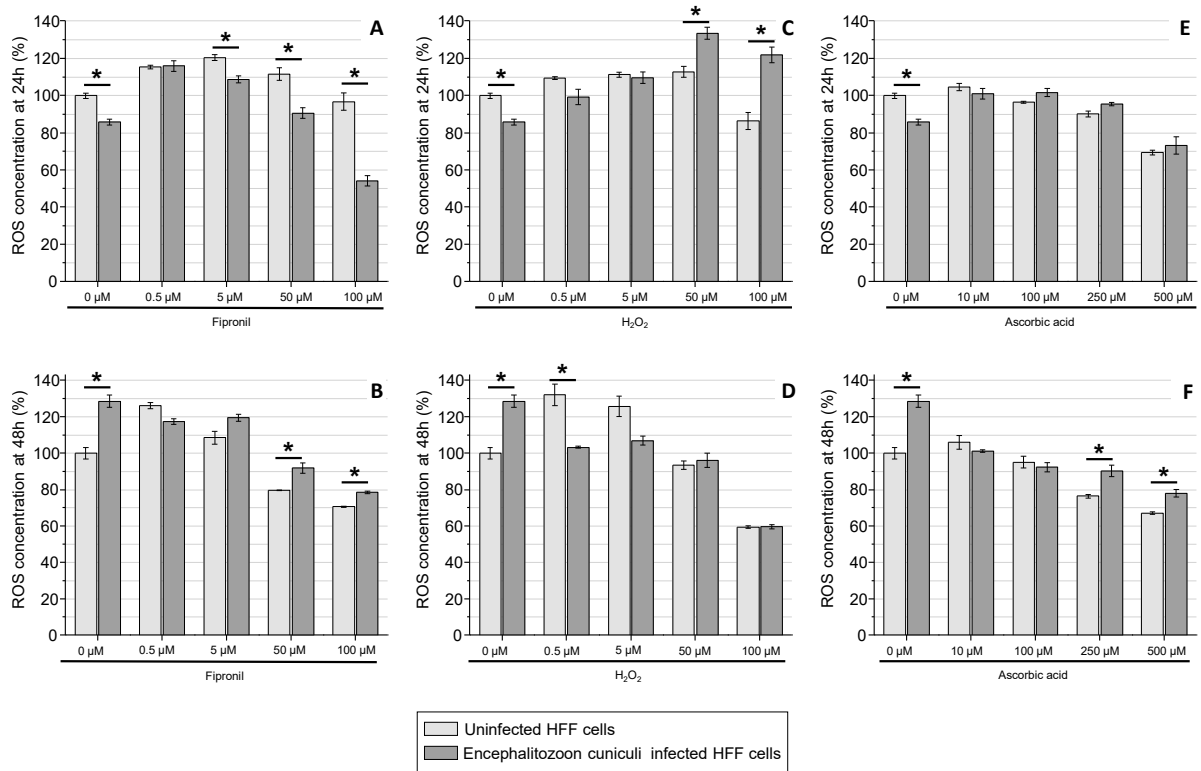 A
ROS concentration at 24h (%)
140
120
100
80
60
40
20
0
*
*
*
*
0 µM
0.5 µM
5 µM
50 µM
100 µM
Fipronil
C
ROS concentration at 24h (%)
140
120
100
80
60
40
20
0
*
*
*
0 µM
0.5 µM
5 µM
50 µM
100 µM
H₂O₂
E
ROS concentration at 24h (%)
140
120
100
80
60
40
20
0
*
0 µM
10 µM
100 µM
250 µM
500 µM
Ascorbic acid
B
ROS concentration at 48h (%)
140
120
100
80
60
40
20
0
*
*
*
0 µM
0.5 µM
5 µM
50 µM
100 µM
Fipronil
D
ROS concentration at 48h (%)
140
120
100
80
60
40
20
0
*
*
0 µM
0.5 µM
5 µM
50 µM
100 µM
H₂O₂
F
ROS concentration at 48h (%)
140
120
100
80
60
40
20
0
*
*
*
0 µM
10 µM
100 µM
250 µM
500 µM
Ascorbic acid
Uninfected HFF cells
Encephalitozoon cuniculi infected HFF cells